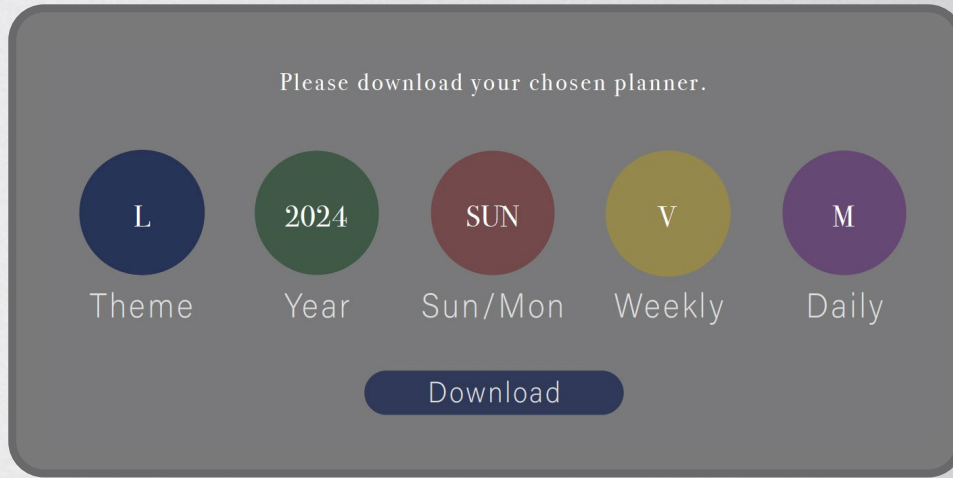 Please download your chosen planner.
L 2024 SUN V M
Theme Year Sun/Mon Weekly Daily
Download